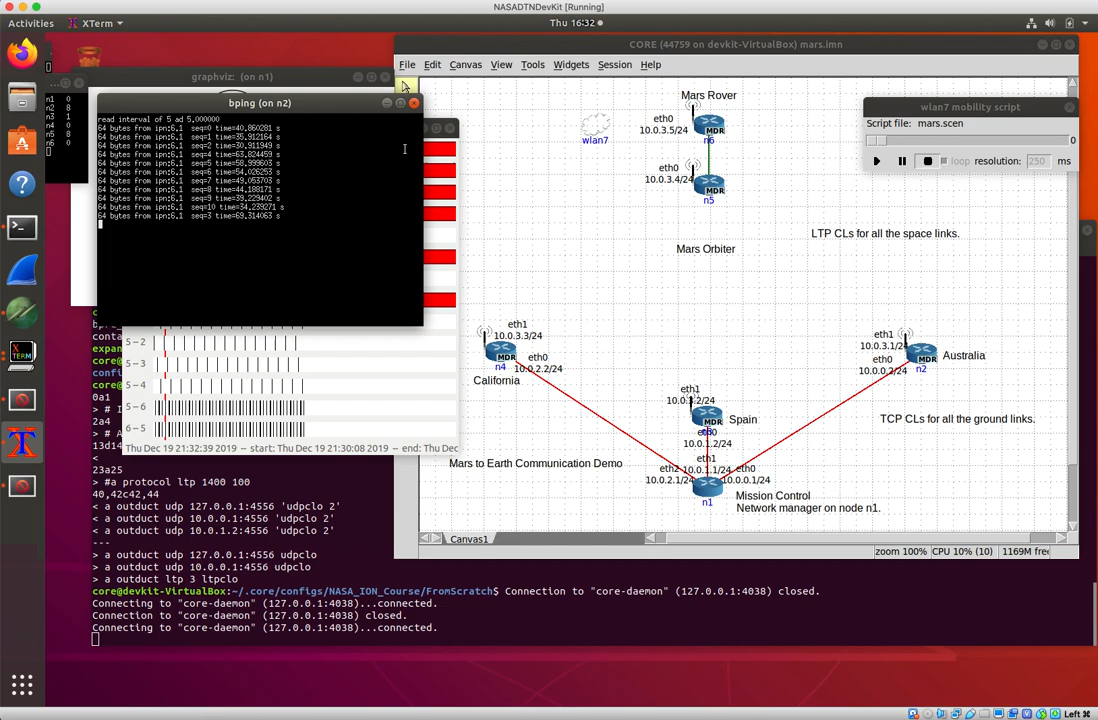 NASADTNDevKit [Running]
Activities
XTerm
Thu 16:32
graphviz: (on n1)
n1 0
n2 8
n3 1
n4 0
n5 8
n6 0
bping (on n2)
read interval of 5 ad 5.000000
64 bytes from ipn:6.1 seq=0 time=40.860281 s
64 bytes from ipn:6.1 seq=1 time=35.912164 s
64 bytes from ipn:6.1 seq=2 time=30.911949 s
64 bytes from ipn:6.1 seq=4 time=63.824459 s
64 bytes from ipn:6.1 seq=5 time=58.999603 s
64 bytes from ipn:6.1 seq=6 time=54.026253 s
64 bytes from ipn:6.1 seq=7 time=49.053703 s
64 bytes from ipn:6.1 seq=8 time=44.188171 s
64 bytes from ipn:6.1 seq=9 time=39.229402 s
64 bytes from ipn:6.1 seq=10 time=34.239271 s
64 bytes from ipn:6.1 seq=3 time=69.314063 s
5-2
5-3
5-4
5-6
6-5
Thu Dec 19 21:32:39 2019 -- start: Thu Dec 19 21:30:08 2019 -- end: Thu Dec
CORE (44759 on devkit-VirtualBox) mars.imn
File Edit Canvas View Tools Widgets Session Help
wlan7
Mars Rover
eth0
10.0.3.5/24
n6
eth0
10.0.3.4/24
n5
Mars Orbiter
LTP CLs for all the space links.
wlan7 mobility script
Script file: mars.scen
0
loop resolution: 250 ms
eth1
10.0.3.3/24
eth0
10.0.2.2/24
n4
California
eth1
10.0.3.1/24
eth0
10.0.0.2/24
n2
Australia
eth1
10.0.3.2/24
Spain
eth0
10.0.1.2/24
TCP CLs for all the ground links.
Mars to Earth Communication Demo
eth1
10.0.1.1/24
eth2
10.0.2.1/24
eth0
10.0.0.1/24
n1
Mission Control
Network manager on node n1.
Canvas1
zoom 100%
CPU 10% (10)
1169M free
conta
expan
core@
confi
core@
0a1
> # I
2a4
> # A
13d14
<
23a25
> #a protocol ltp 1400 100
40,42c42,44
< a outduct udp 127.0.0.1:4556 'udpclo 2'
< a outduct udp 10.0.0.1:4556 'udpclo 2'
< a outduct udp 10.0.1.2:4556 'udpclo 2'
---
> a outduct udp 127.0.0.1:4556 udpclo
> a outduct udp 10.0.0.1:4556 udpclo
> a outduct ltp 3 ltpclo
core@devkit-VirtualBox:~/.core/configs/NASA_ION_Course/FromScratch$ Connection to "core-daemon" (127.0.0.1:4038) closed.
Connecting to "core-daemon" (127.0.0.1:4038)...connected.
Connection to "core-daemon" (127.0.0.1:4038) closed.
Connecting to "core-daemon" (127.0.0.1:4038)...connected.
Left ⌘